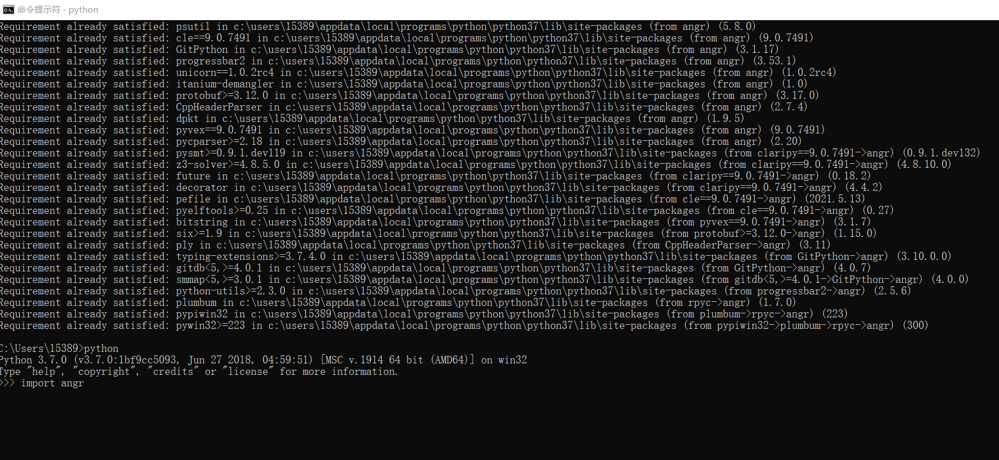 命令提示符 - python
Requirement already satisfied: psutil in c:\users\15389\appdata\local\programs\python\python37\lib\site-packages (from angr) (5.8.0)
Requirement already satisfied: cle==9.0.7491 in c:\users\15389\appdata\local\programs\python\python37\lib\site-packages (from angr) (9.0.7491)
Requirement already satisfied: GitPython in c:\users\15389\appdata\local\programs\python\python37\lib\site-packages (from angr) (3.1.17)
Requirement already satisfied: progressbar2 in c:\users\15389\appdata\local\programs\python\python37\lib\site-packages (from angr) (3.53.1)
Requirement already satisfied: unicorn==1.0.2rc4 in c:\users\15389\appdata\local\programs\python\python37\lib\site-packages (from angr) (1.0.2rc4)
Requirement already satisfied: itanium-demangler in c:\users\15389\appdata\local\programs\python\python37\lib\site-packages (from angr) (1.0)
Requirement already satisfied: protobuf>=3.12.0 in c:\users\15389\appdata\local\programs\python\python37\lib\site-packages (from angr) (3.17.0)
Requirement already satisfied: CppHeaderParser in c:\users\15389\appdata\local\programs\python\python37\lib\site-packages (from angr) (2.7.4)
Requirement already satisfied: dpkt in c:\users\15389\appdata\local\programs\python\python37\lib\site-packages (from angr) (1.9.5)
Requirement already satisfied: pyvex==9.0.7491 in c:\users\15389\appdata\local\programs\python\python37\lib\site-packages (from angr) (9.0.7491)
Requirement already satisfied: pycparser>=2.18 in c:\users\15389\appdata\local\programs\python\python37\lib\site-packages (from angr) (2.20)
Requirement already satisfied: pysmt>=0.9.1.dev119 in c:\users\15389\appdata\local\programs\python\python37\lib\site-packages (from claripy==9.0.7491->angr) (0.9.1.dev132)
Requirement already satisfied: z3-solver>=4.8.5.0 in c:\users\15389\appdata\local\programs\python\python37\lib\site-packages (from claripy==9.0.7491->angr) (4.8.10.0)
Requirement already satisfied: future in c:\users\15389\appdata\local\programs\python\python37\lib\site-packages (from claripy==9.0.7491->angr) (0.18.2)
Requirement already satisfied: decorator in c:\users\15389\appdata\local\programs\python\python37\lib\site-packages (from claripy==9.0.7491->angr) (4.4.2)
Requirement already satisfied: pefile in c:\users\15389\appdata\local\programs\python\python37\lib\site-packages (from cle==9.0.7491->angr) (2021.5.13)
Requirement already satisfied: pyelftools>=0.25 in c:\users\15389\appdata\local\programs\python\python37\lib\site-packages (from cle==9.0.7491->angr) (0.27)
Requirement already satisfied: bitstring in c:\users\15389\appdata\local\programs\python\python37\lib\site-packages (from pyvex==9.0.7491->angr) (3.1.7)
Requirement already satisfied: six>=1.9 in c:\users\15389\appdata\local\programs\python\python37\lib\site-packages (from protobuf>=3.12.0->angr) (1.15.0)
Requirement already satisfied: ply in c:\users\15389\appdata\local\programs\python\python37\lib\site-packages (from CppHeaderParser->angr) (3.11)
Requirement already satisfied: typing-extensions>=3.7.4.0 in c:\users\15389\appdata\local\programs\python\python37\lib\site-packages (from GitPython->angr) (3.10.0.0)
Requirement already satisfied: gitdb<5,>=4.0.1 in c:\users\15389\appdata\local\programs\python\python37\lib\site-packages (from GitPython->angr) (4.0.7)
Requirement already satisfied: smmap<5,>=3.0.1 in c:\users\15389\appdata\local\programs\python\python37\lib\site-packages (from gitdb<5,>=4.0.1->GitPython->angr) (4.0.0)
Requirement already satisfied: python-utils>=2.3.0 in c:\users\15389\appdata\local\programs\python\python37\lib\site-packages (from progressbar2->angr) (2.5.6)
Requirement already satisfied: plumbum in c:\users\15389\appdata\local\programs\python\python37\lib\site-packages (from rpyc->angr) (1.7.0)
Requirement already satisfied: pypiwin32 in c:\users\15389\appdata\local\programs\python\python37\lib\site-packages (from plumbum->rpyc->angr) (223)
Requirement already satisfied: pywin32>=223 in c:\users\15389\appdata\local\programs\python\python37\lib\site-packages (from pypiwin32->plumbum->rpyc->angr) (300)
C:\Users\15389>python
Python 3.7.0 (v3.7.0:1bf9cc5093, Jun 27 2018, 04:59:51) [MSC v.1914 64 bit (AMD64)] on win32
Type "help", "copyright", "credits" or "license" for more information.
>>> import angr